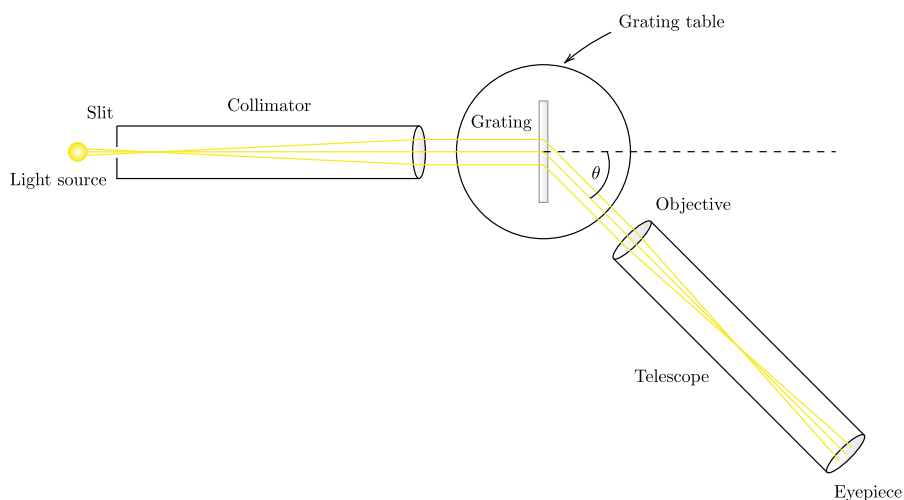 Grating table
Collimator
Slit
Grating
θ
Light source
Objective
Telescope
Eyepiece